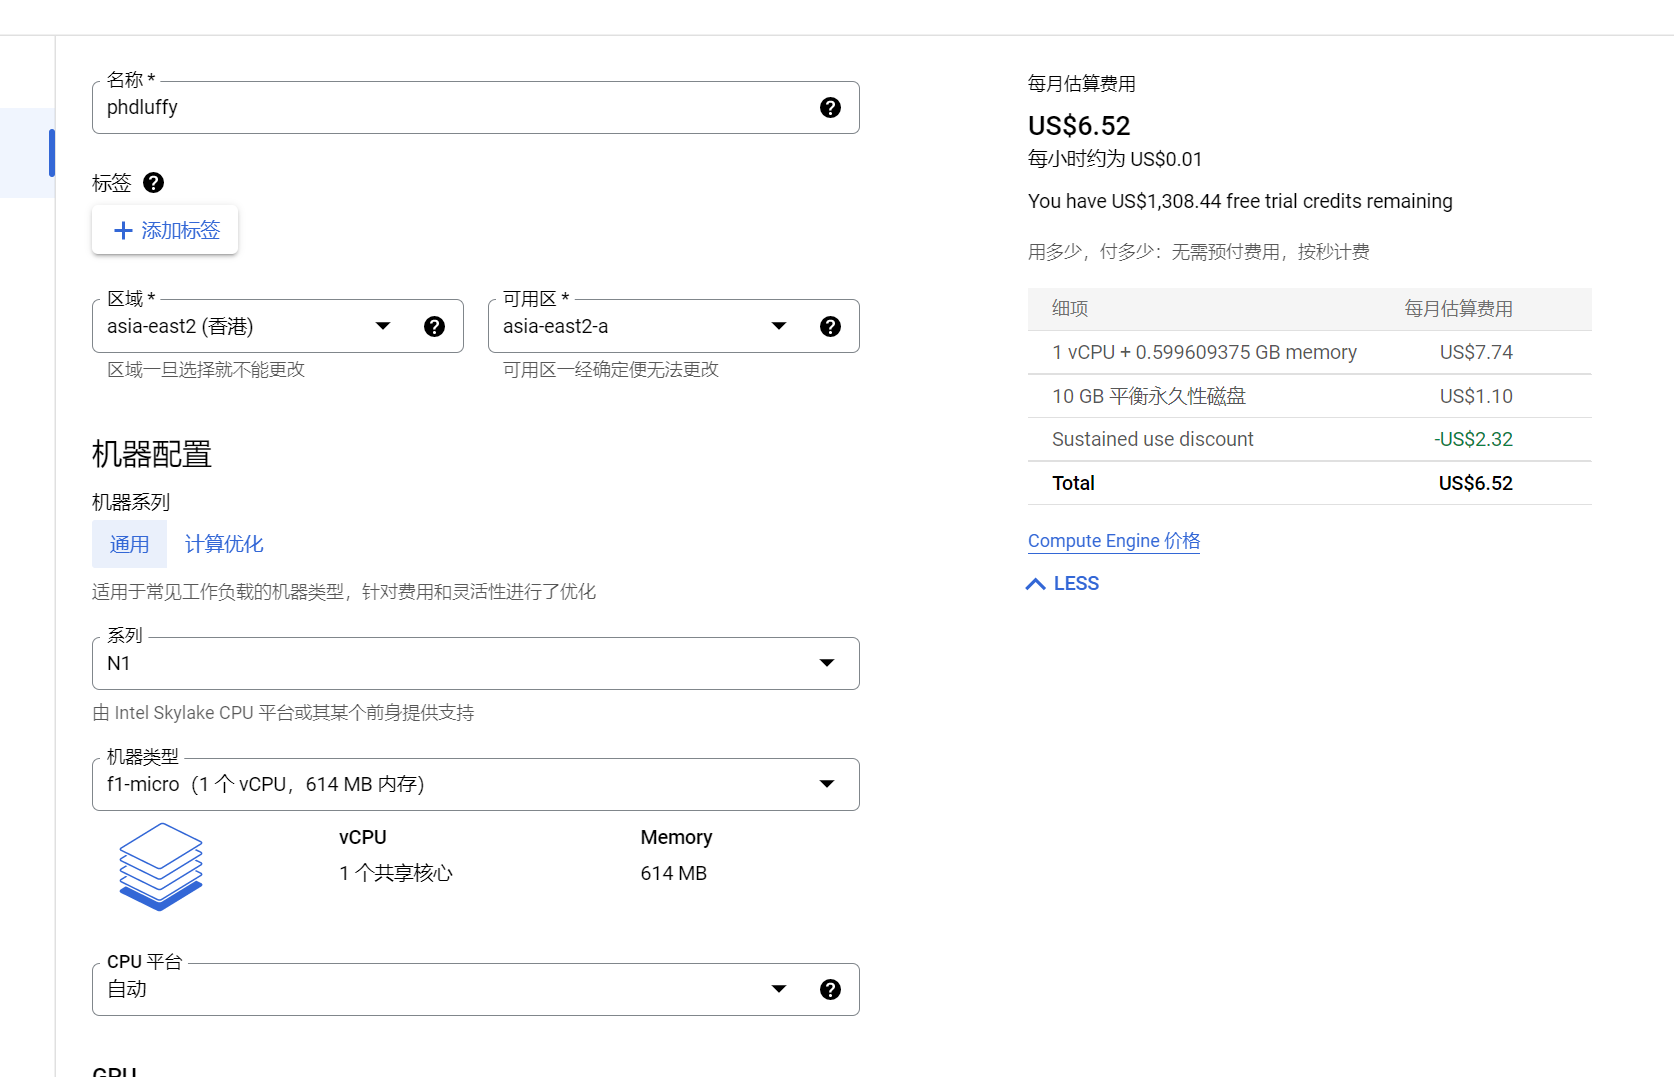 名称 *
phdluffy
标签
添加标签
区域 *
asia-east2 (香港)
区域一旦选择就不能更改
可用区 *
asia-east2-a
可用区一经确定便无法更改
机器配置
机器系列
通用 计算优化
适用于常见工作负载的机器类型，针对费用和灵活性进行了优化
系列
N1
由 Intel Skylake CPU 平台或其某个前身提供支持
机器类型
f1-micro（1 个 vCPU，614 MB 内存）
vCPU Memory
1 个共享核心 614 MB
CPU 平台
自动
GPU
每月估算费用
US$6.52
每小时约为 US$0.01
You have US$1,308.44 free trial credits remaining
用多少，付多少：无需预付费用，按秒计费
细项 每月估算费用
1 vCPU + 0.599609375 GB memory US$7.74
10 GB 平衡永久性磁盘 US$1.10
Sustained use discount -US$2.32
Total US$6.52
Compute Engine 价格
LESS